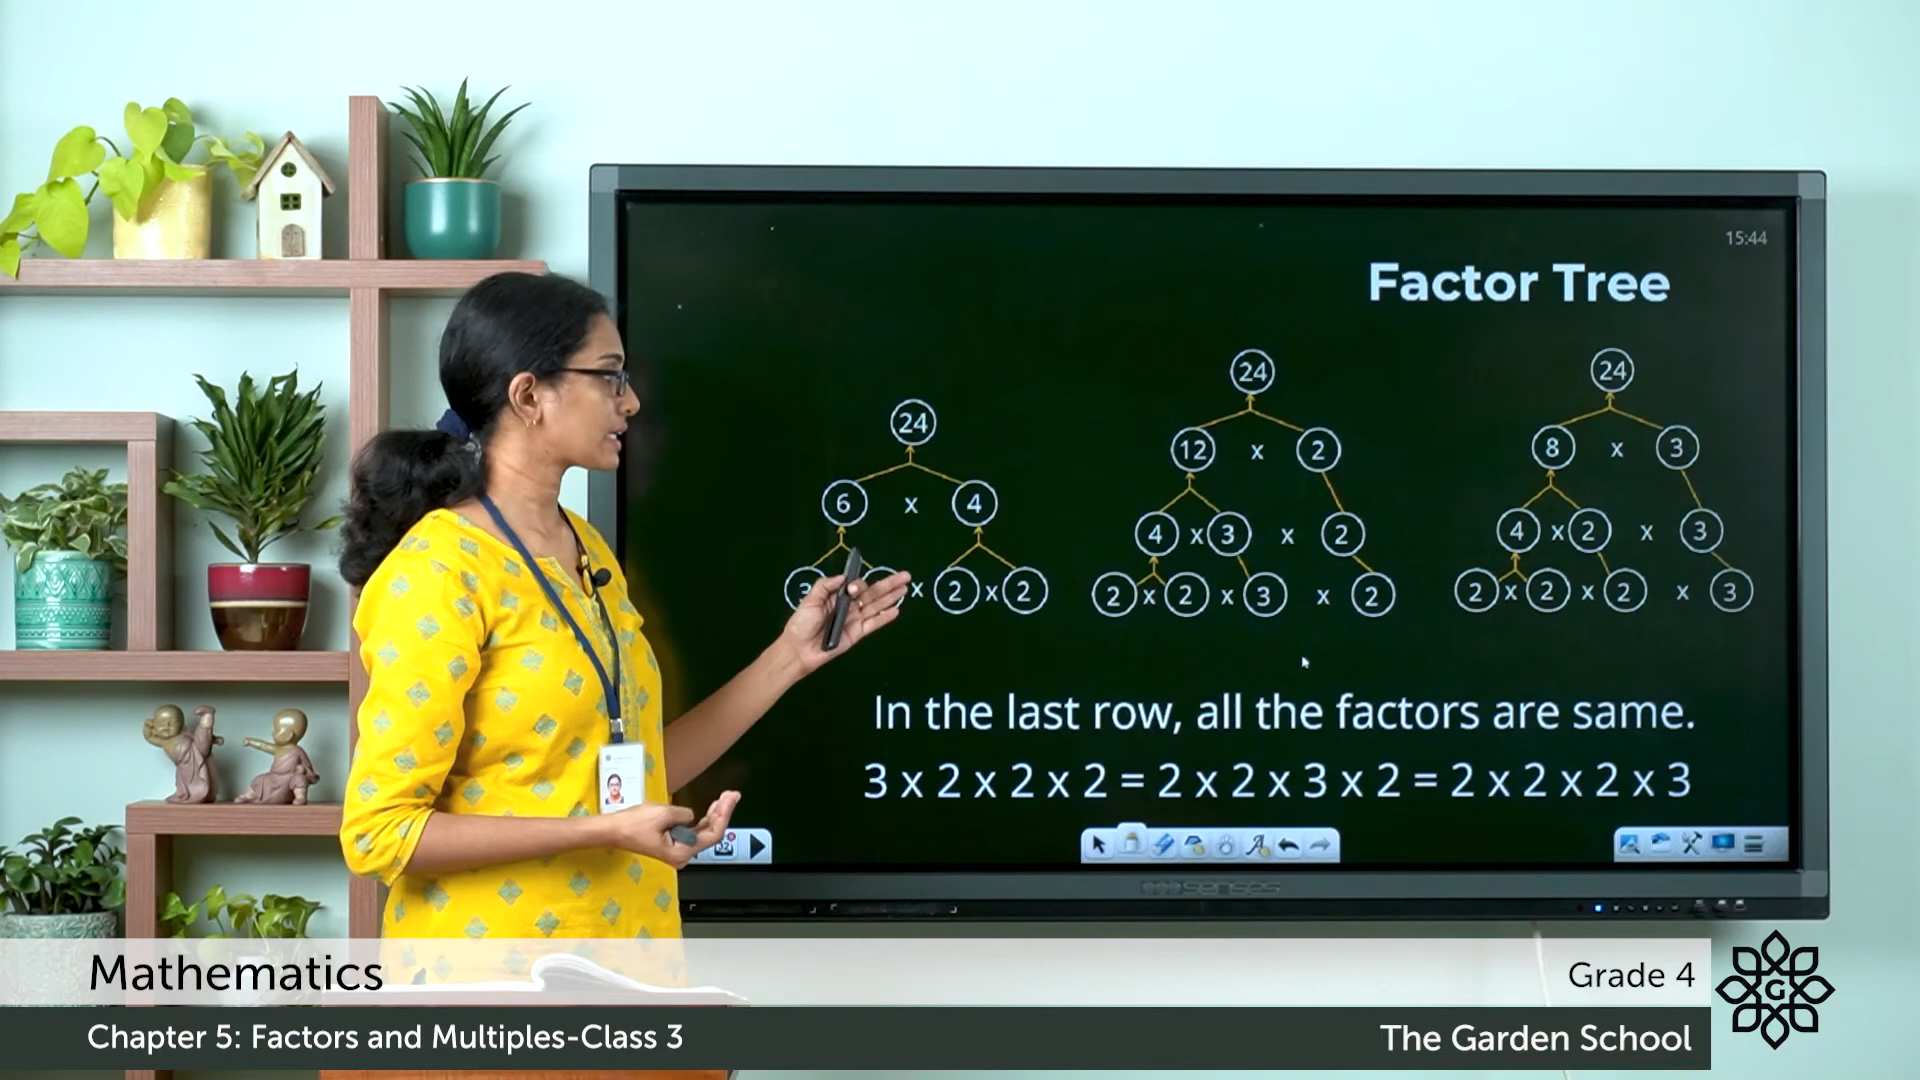 15:44
Factor Tree
24
6 x 4
3 x 2 x 2
24
12 x 2
4 x 3 x 2
2 x 2 x 3 x 2
24
8 x 3
4 x 2 x 3
2 x 2 x 2 x 3
In the last row, all the factors are same.
3 x 2 x 2 x 2 = 2 x 2 x 3 x 2 = 2 x 2 x 2 x 3
Mathematics
Grade 4
Chapter 5: Factors and Multiples-Class 3
The Garden School
G